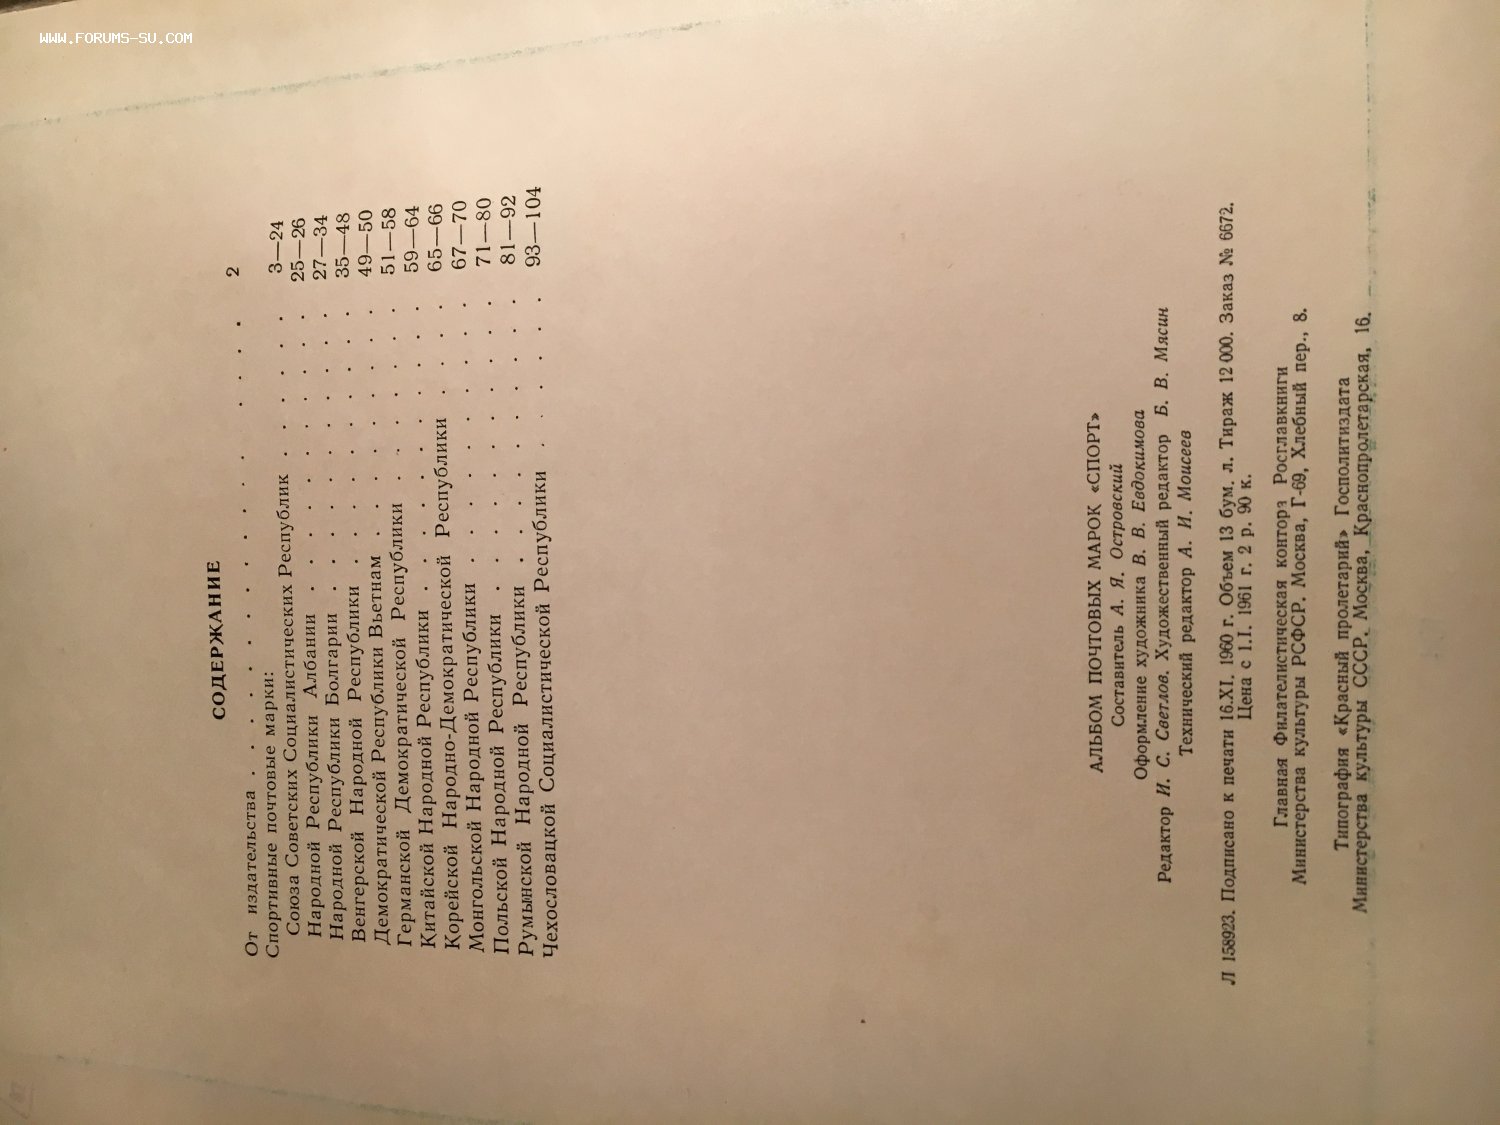 WWW.FORUMS-SU.COM
СОДЕРЖАНИЕ
От издательства . . . . . . . . . . . . . . 2
Спортивные почтовые марки:
Союза Советских Социалистических Республик . . . . . . 3—24
Народной Республики Албании . . . . . . . . . . . 25—26
Народной Республики Болгарии . . . . . . . . . . . 27—34
Венгерской Народной Республики . . . . . . . . . . 35—48
Демократической Республики Вьетнам . . . . . . . . . 49—50
Германской Демократической Республики . . . . . . . . 51—58
Китайской Народной Республики . . . . . . . . . . . 59—64
Корейской Народно-Демократической Республики . . . . . 65—66
Монгольской Народной Республики . . . . . . . . . . 67—70
Польской Народной Республики . . . . . . . . . . . 71—80
Румынской Народной Республики . . . . . . . . . . 81—92
Чехословацкой Социалистической Республики . . . . . . 93—104
АЛЬБОМ ПОЧТОВЫХ МАРОК «СПОРТ»
Составитель А. Я. Островский
Оформление художника В. В. Евдокимова
Редактор И. С. Светлов. Художественный редактор Б. В. Мясин
Технический редактор А. И. Моисеев
Л 158923. Подписано к печати 16.XI. 1960 г. Объем 13 бум. л. Тираж 12 000. Заказ № 6672.
Цена с 1.I. 1961 г. 2 р. 90 к.
Главная Филателистическая контора Росглавкниги
Министерства культуры РСФСР. Москва, Г-69, Хлебный пер., 8.
Типография «Красный пролетарий» Госполитиздата
Министерства культуры СССР. Москва, Краснопролетарская, 16.